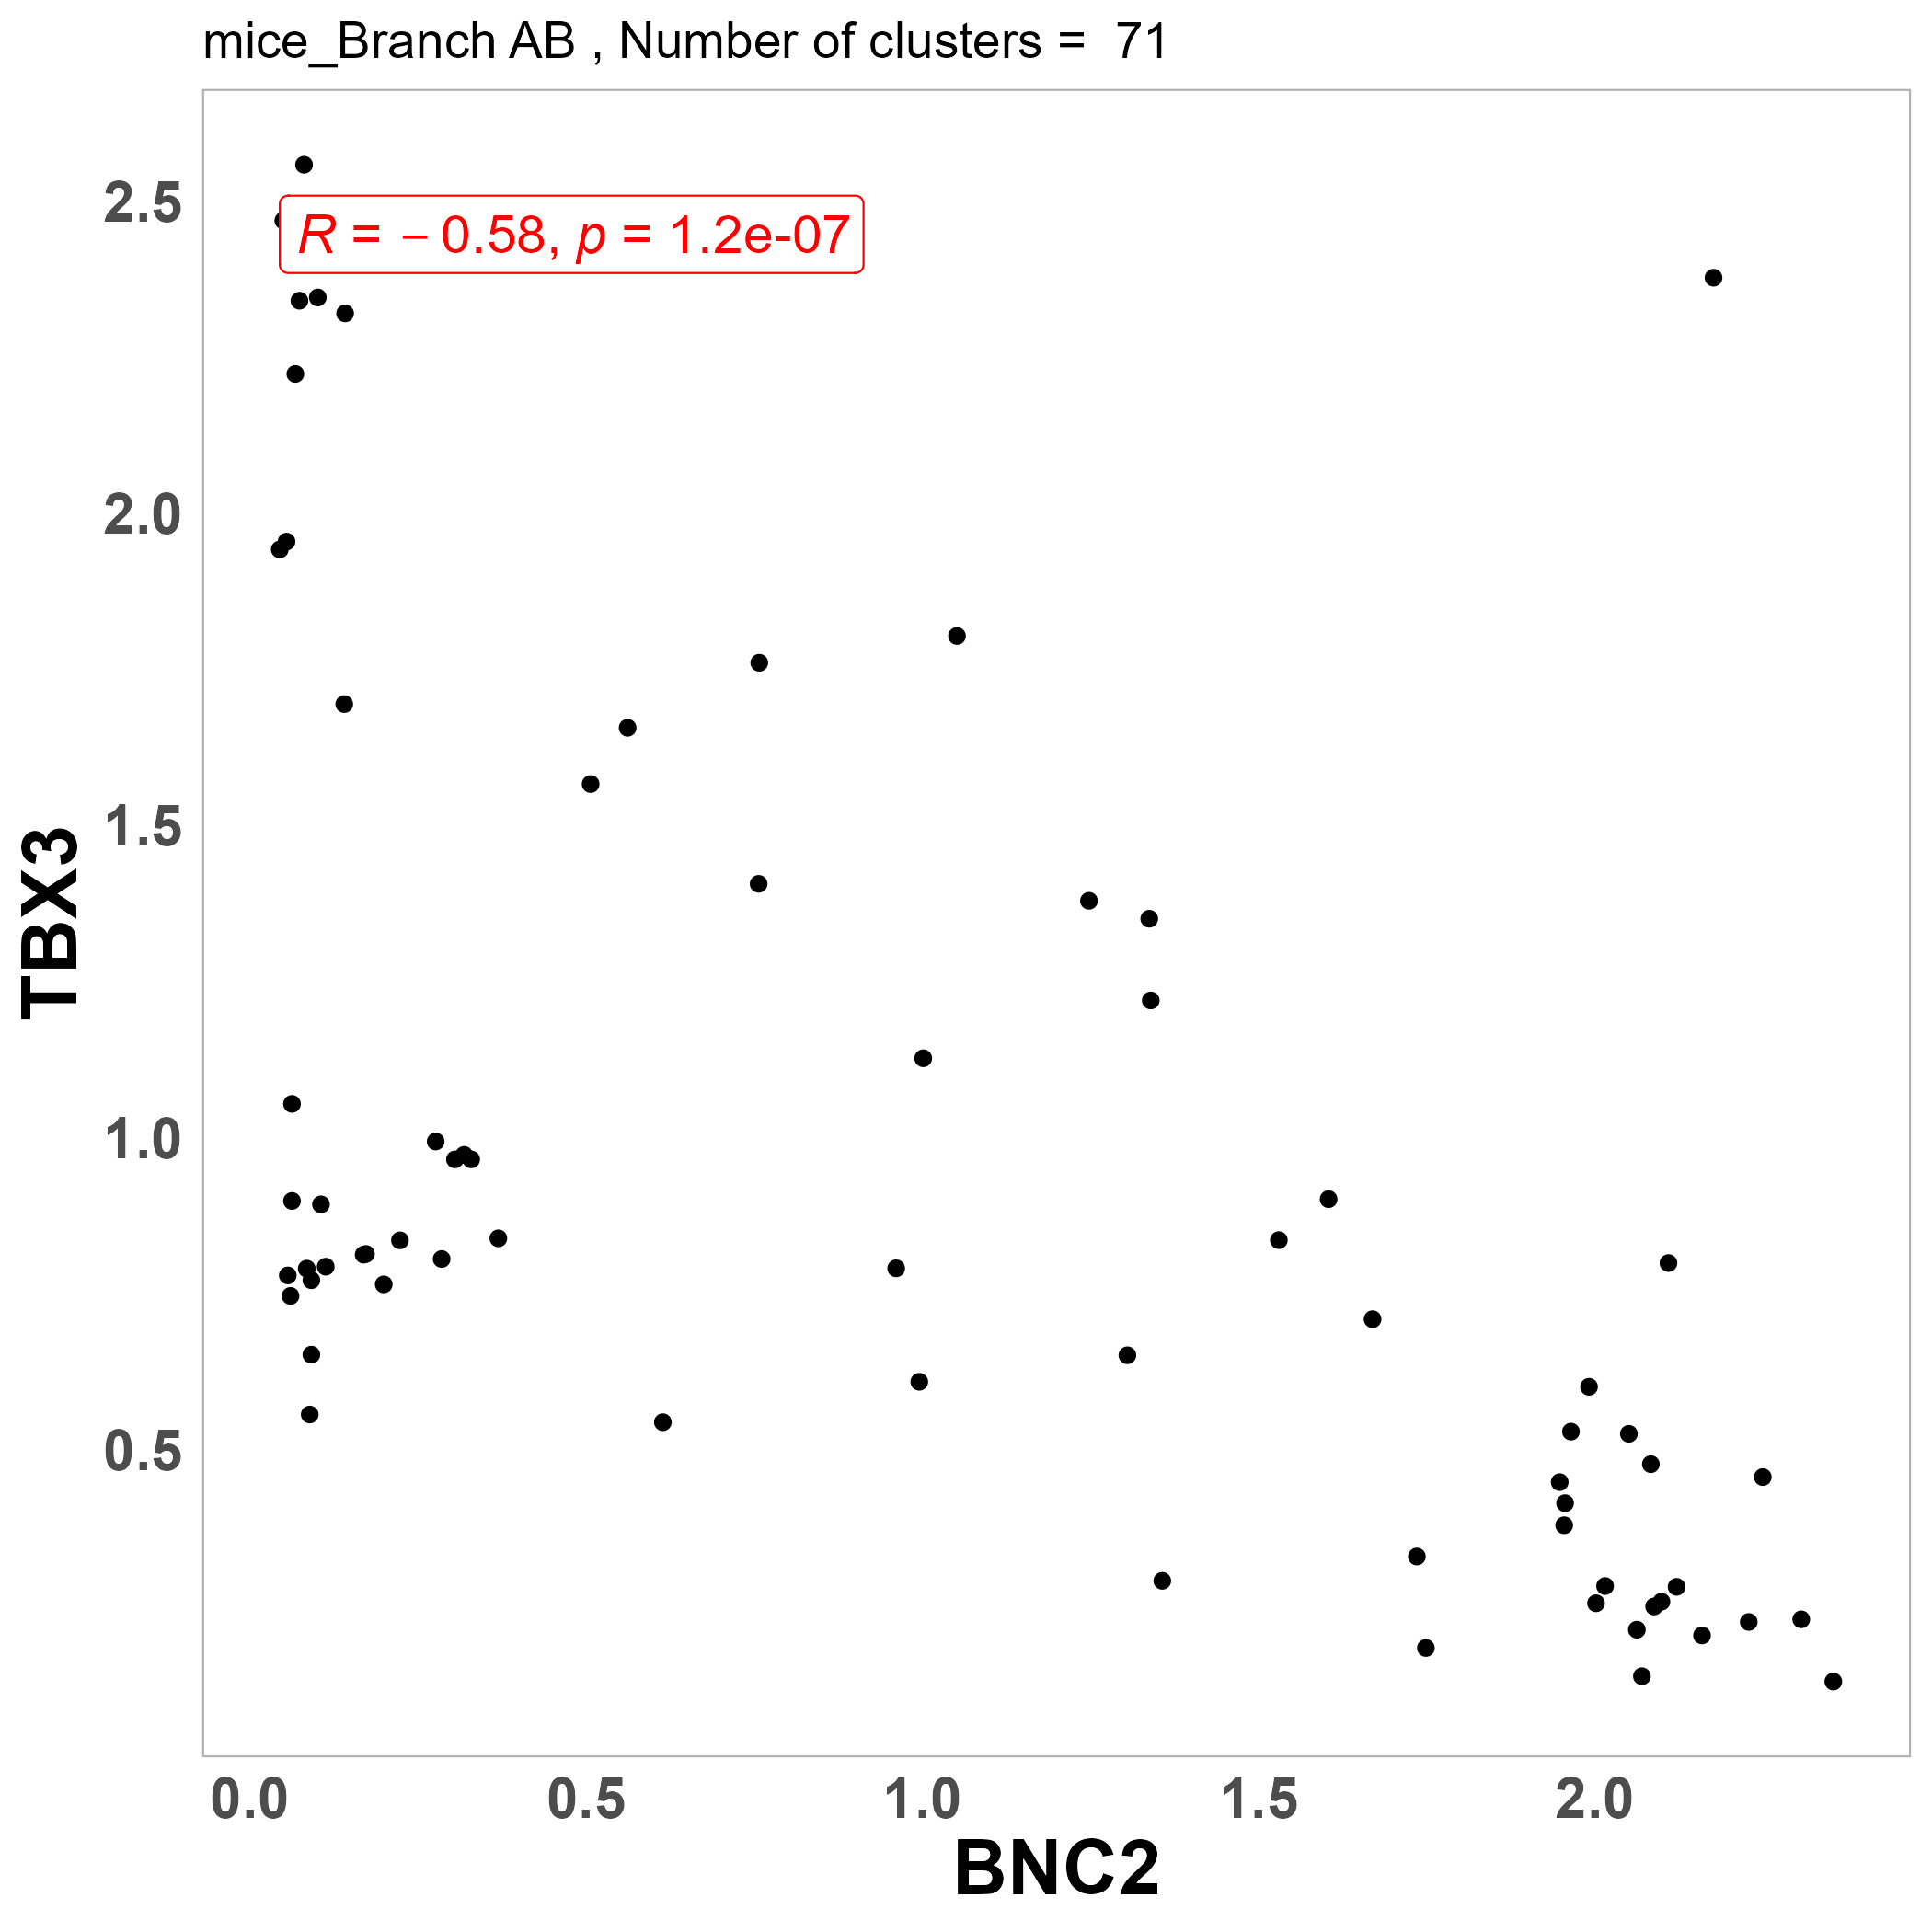 mice_Branch AB , Number of clusters =  71
R = – 0.58, p = 1.2e-07
TBX3
2.5
2.0
1.5
1.0
0.5
0.0 0.5 1.0 1.5 2.0
BNC2